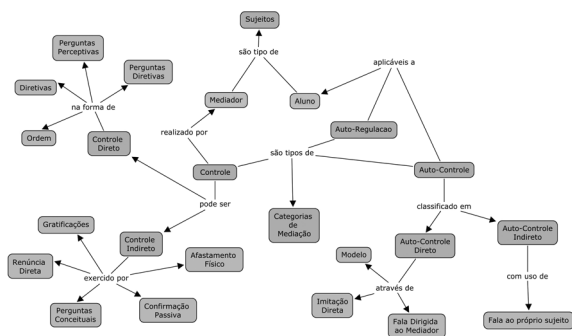 Sujeitos
são tipo de
Perguntas
Perceptivas
Perguntas
Diretivas
aplicáveis a
Diretivas
Mediador
Aluno
na forma de
Ordem
Controle
Direto
realizado por
Auto-Regulacao
são tipos de
Controle
Auto-Controle
pode ser
classificado em
Categorias
de
Mediação
Gratificações
Controle
Indireto
Auto-Controle
Direto
Auto-Controle
Indireto
Renúncia
Direta
Afastamento
Físico
Modelo
exercido por
através de
com uso de
Perguntas
Conceituais
Confirmação
Passiva
Imitação
Direta
Fala Dirigida
ao Mediador
Fala ao próprio sujeito